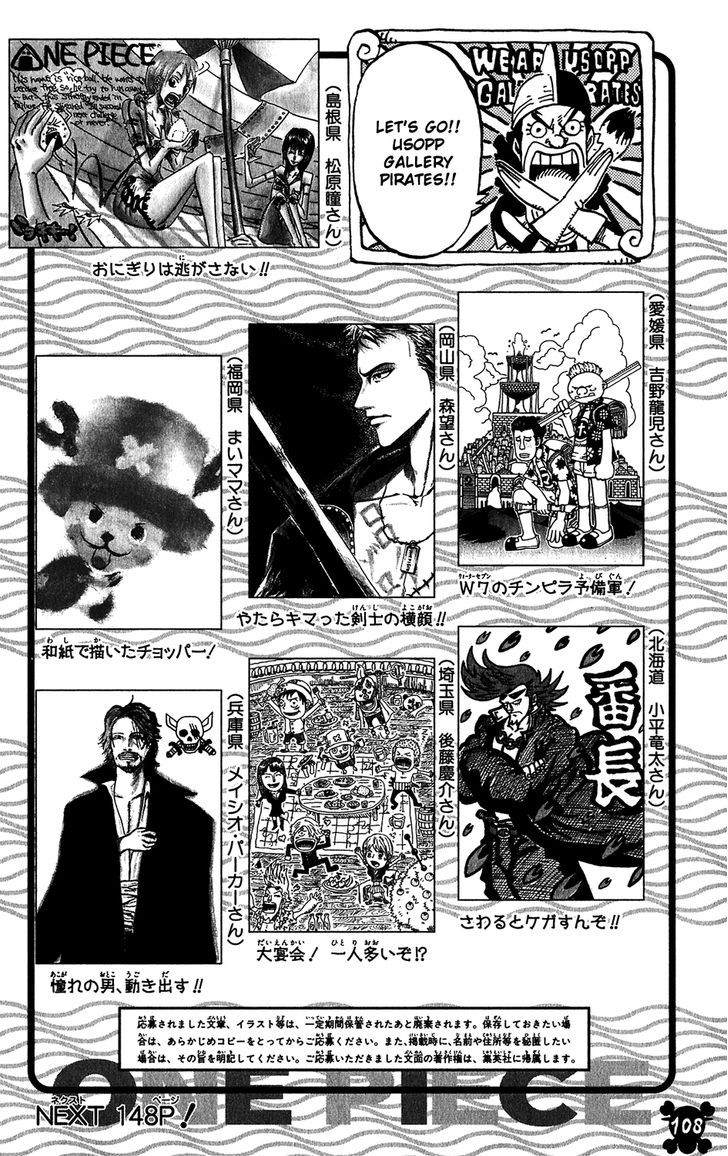 WE ARE USOPP
GALLERY PIRATES
LET'S GO!!
USOPP
GALLERY
PIRATES!!
ONE PIECE
(島根県 松原瞳さん)
おにぎりは逃がさない!!
(愛媛県 吉野龍児さん)
W7のチンピラ予備軍!
(岡山県 森望さん)
やたらキマった剣士の横顔!!
(福岡県 まいママさん)
和紙で描いたチョッパー!
(北海道 小平竜太さん)
番長
さわるとケガすんぞ!!
(埼玉県 後藤慶介さん)
大宴会! 一人多いぞ!?
(兵庫県 メイシオ・パーカーさん)
憧れの男、動き出す!!
応募されました文章、イラスト等は、一定期間保管されたあと廃棄されます。保存しておきたい場
合は、あらかじめコピーをとってからご応募ください。また、掲載時に、名前や住所等を秘匿したい
場合は、その旨を明記してください。ご応募いただきました文図の著作権は、集英社に帰属します。
ONE PIECE
NEXT 148P!
108